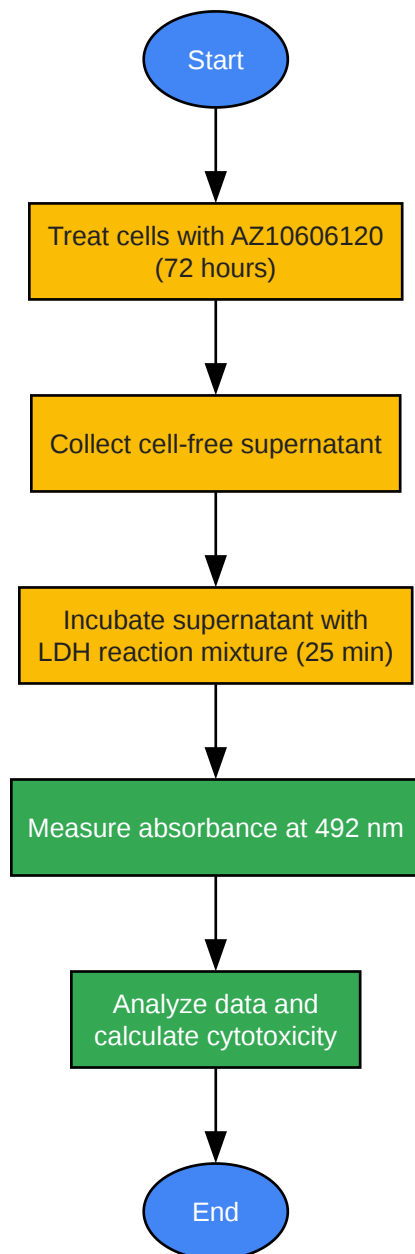 Start
Treat cells with AZ10606120
(72 hours)
Collect cell-free supernatant
Incubate supernatant with
LDH reaction mixture (25 min)
Measure absorbance at 492 nm
Analyze data and
calculate cytotoxicity
End